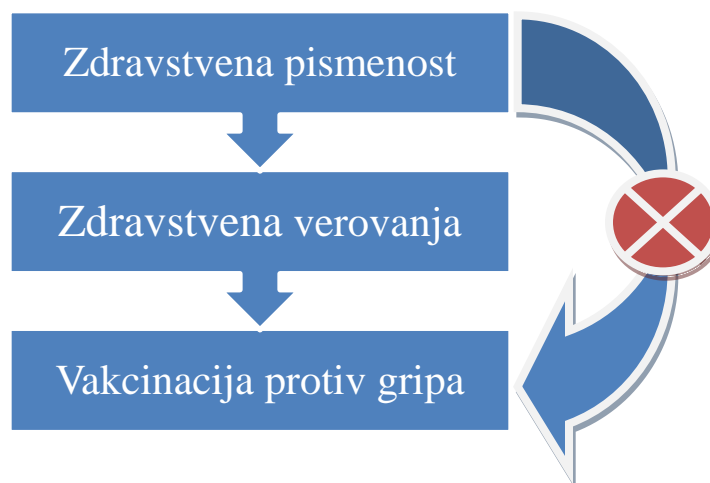 Zdravstvena pismenost
Zdravstvena verovanja
Vakcinacija protiv gripa